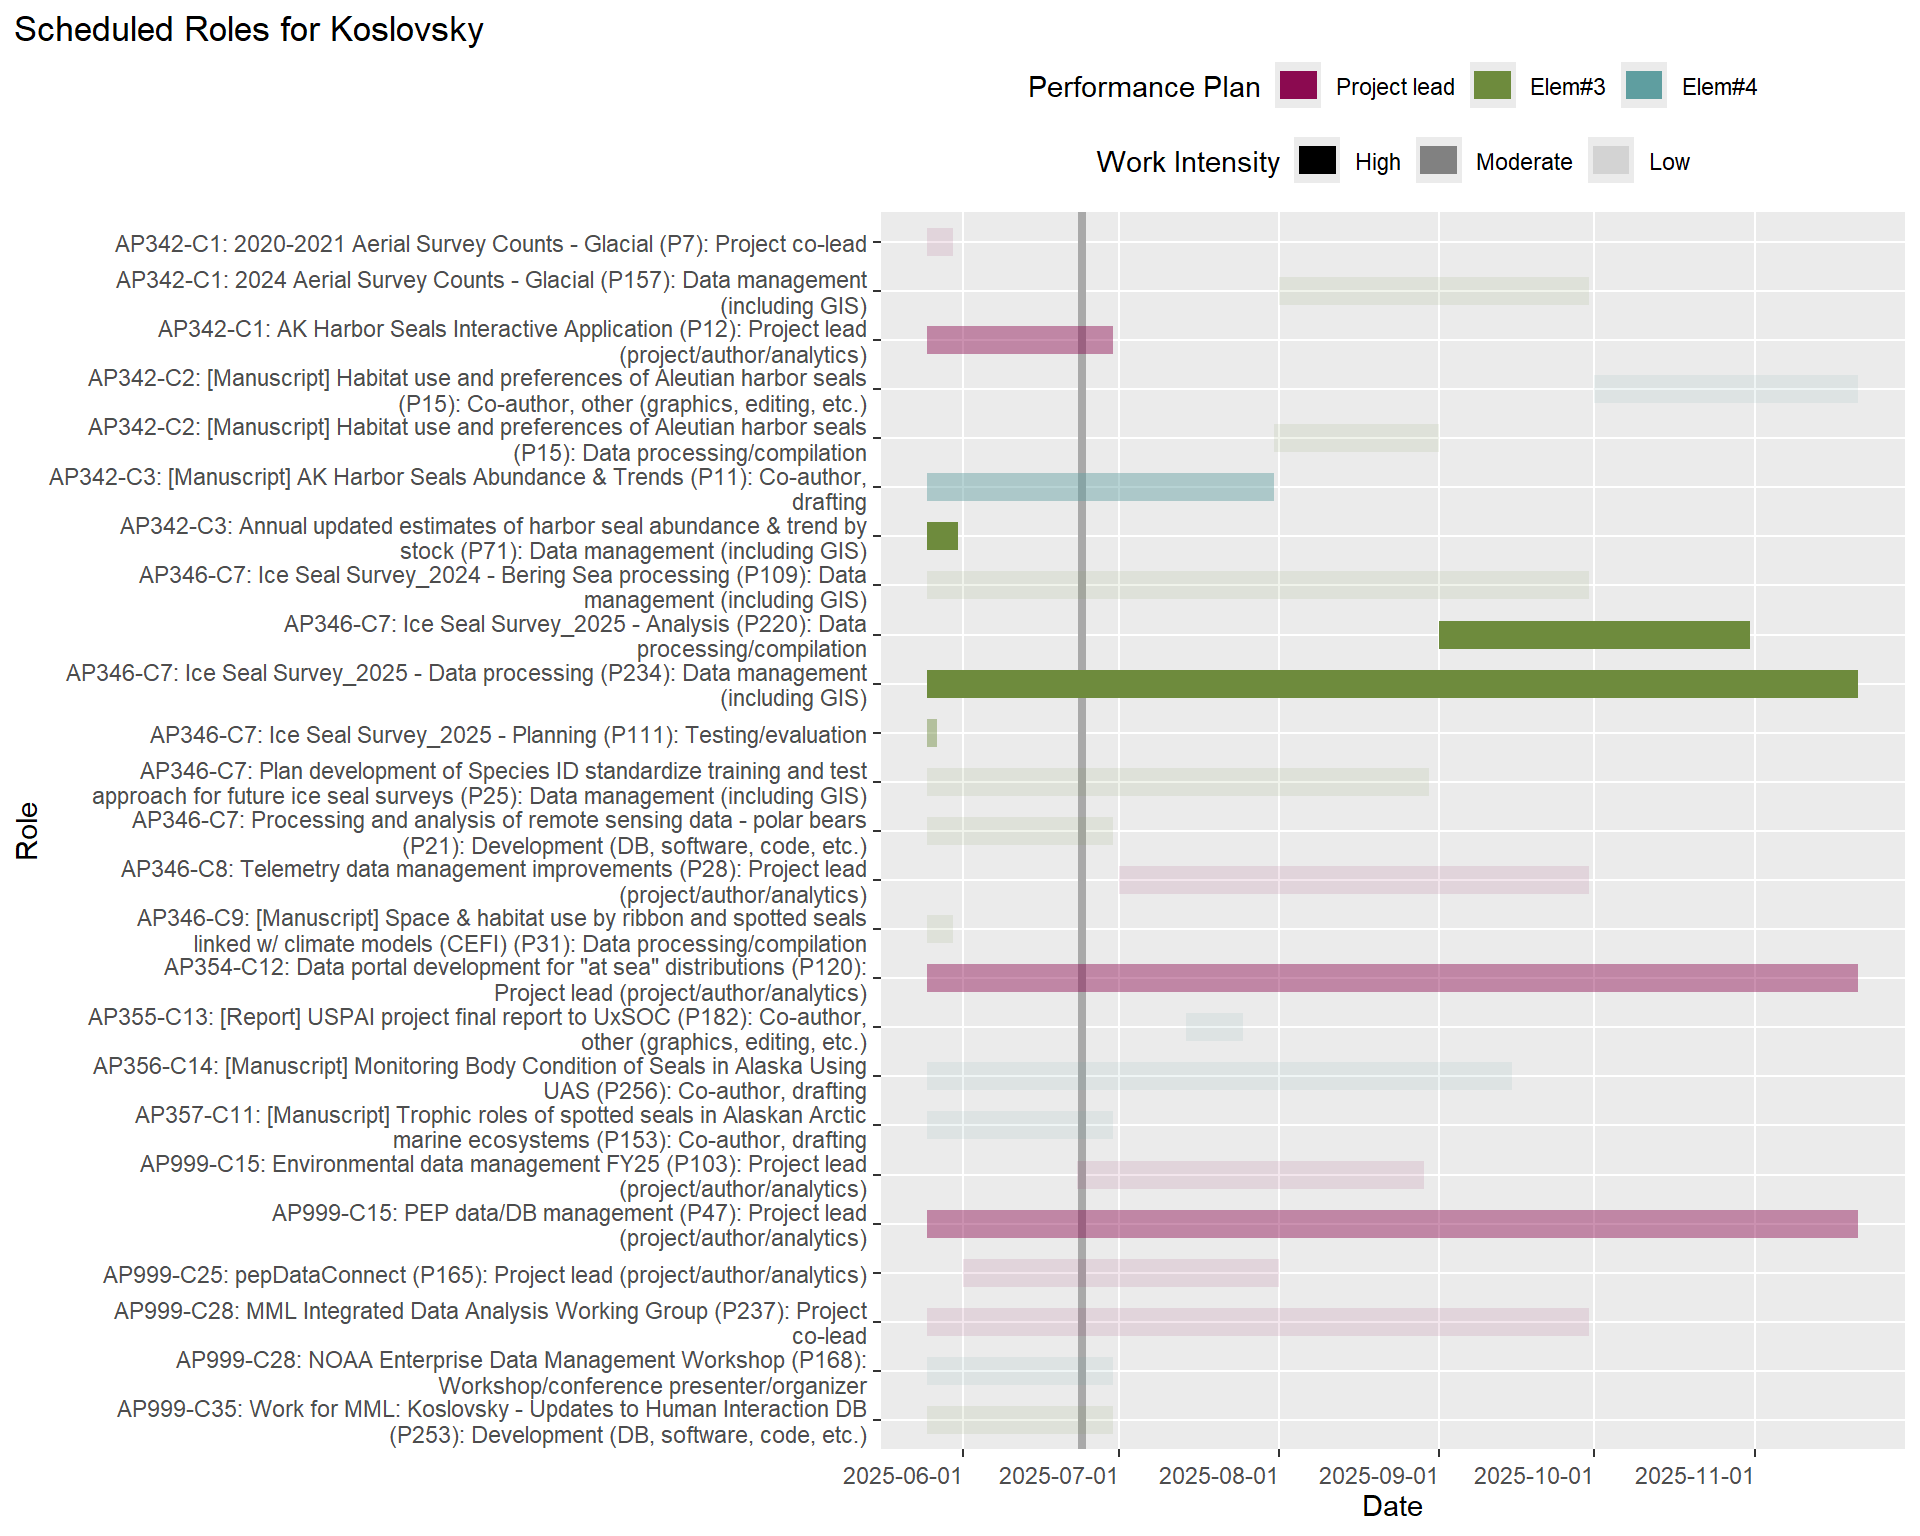 Scheduled Roles for Koslovsky
Performance Plan Project lead Elem#3 Elem#4
Work Intensity High Moderate Low
AP342-C1: 2020-2021 Aerial Survey Counts - Glacial (P7): Project co-lead
AP342-C1: 2024 Aerial Survey Counts - Glacial (P157): Data management
(including GIS)
AP342-C1: AK Harbor Seals Interactive Application (P12): Project lead
(project/author/analytics)
AP342-C2: [Manuscript] Habitat use and preferences of Aleutian harbor seals
(P15): Co-author, other (graphics, editing, etc.)
AP342-C2: [Manuscript] Habitat use and preferences of Aleutian harbor seals
(P15): Data processing/compilation
AP342-C3: [Manuscript] AK Harbor Seals Abundance & Trends (P11): Co-author,
drafting
AP342-C3: Annual updated estimates of harbor seal abundance & trend by
stock (P71): Data management (including GIS)
AP346-C7: Ice Seal Survey_2024 - Bering Sea processing (P109): Data
management (including GIS)
AP346-C7: Ice Seal Survey_2025 - Analysis (P220): Data
processing/compilation
AP346-C7: Ice Seal Survey_2025 - Data processing (P234): Data management
(including GIS)
AP346-C7: Ice Seal Survey_2025 - Planning (P111): Testing/evaluation
AP346-C7: Plan development of Species ID standardize training and test
approach for future ice seal surveys (P25): Data management (including GIS)
AP346-C7: Processing and analysis of remote sensing data - polar bears
(P21): Development (DB, software, code, etc.)
AP346-C8: Telemetry data management improvements (P28): Project lead
(project/author/analytics)
AP346-C9: [Manuscript] Space & habitat use by ribbon and spotted seals
linked w/ climate models (CEFI) (P31): Data processing/compilation
AP354-C12: Data portal development for "at sea" distributions (P120):
Project lead (project/author/analytics)
AP355-C13: [Report] USPAI project final report to UxSOC (P182): Co-author,
other (graphics, editing, etc.)
AP356-C14: [Manuscript] Monitoring Body Condition of Seals in Alaska Using
UAS (P256): Co-author, drafting
AP357-C11: [Manuscript] Trophic roles of spotted seals in Alaskan Arctic
marine ecosystems (P153): Co-author, drafting
AP999-C15: Environmental data management FY25 (P103): Project lead
(project/author/analytics)
AP999-C15: PEP data/DB management (P47): Project lead
(project/author/analytics)
AP999-C25: pepDataConnect (P165): Project lead (project/author/analytics)
AP999-C28: MML Integrated Data Analysis Working Group (P237): Project
co-lead
AP999-C28: NOAA Enterprise Data Management Workshop (P168):
Workshop/conference presenter/organizer
AP999-C35: Work for MML: Koslovsky - Updates to Human Interaction DB
(P253): Development (DB, software, code, etc.)
Role
2025-06-01 2025-07-01 2025-08-01 2025-09-01 2025-10-01 2025-11-01
Date